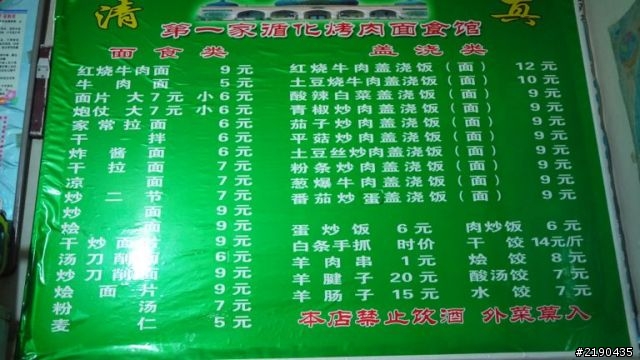 清 真
第一家循化烤肉面食馆
面食类
红烧牛肉面 9元
牛肉面 5元
面片 大7元 小6元
炮仗 大7元 小6元
家常拉面 6元
干拌 6元
炸酱面 6元
干拉面 7元
凉面 7元
炒二节 9元
炒面 9元
烩面 9元
干炒面片 9元
汤刀削面 6元
炒刀削面 9元
烩面片 9元
粉汤 7元
麦仁 5元
盖浇类
红烧牛肉盖浇饭(面) 12元
土豆烧牛肉盖浇饭(面) 10元
酸辣白菜盖浇饭(面) 9元
青椒炒肉盖浇饭(面) 9元
茄子炒肉盖浇饭(面) 9元
平菇炒肉盖浇饭(面) 9元
土豆丝炒肉盖浇饭(面) 9元
粉条炒肉盖浇饭(面) 9元
葱爆牛肉盖浇饭(面) 9元
番茄炒蛋盖浇饭(面) 9元
蛋炒饭 6元 肉炒饭 6元
白条手抓 时价 干饺 14元/斤
羊肉串 1元 烩饺 8元
羊腱子 20元 酸汤饺 7元
羊肠子 15元 水饺 7元
本店禁止饮酒 外菜莫入
#2190435